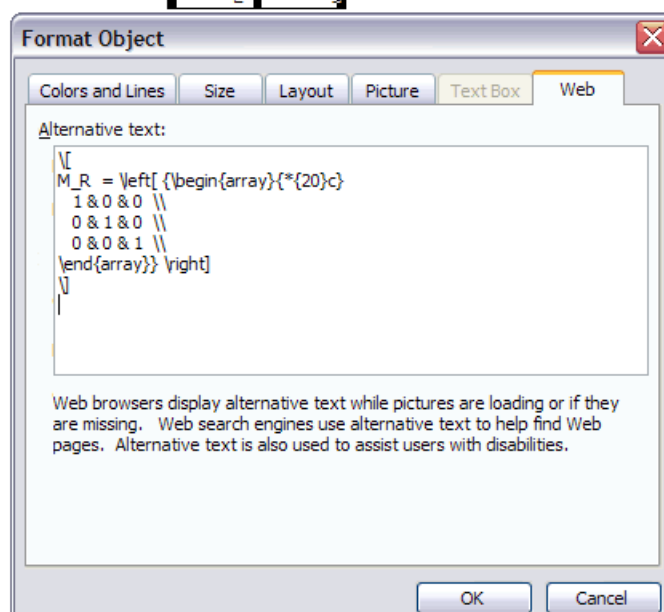 Format Object
Colors and Lines Size Layout Picture Text Box Web
Alternative text:
\[
M_R = \left[ {\begin{array}{*{20}c}
1 & 0 & 0 \\
0 & 1 & 0 \\
0 & 0 & 1 \\
\end{array}} \right]
\]
Web browsers display alternative text while pictures are loading or if they
are missing. Web search engines use alternative text to help find Web
pages. Alternative text is also used to assist users with disabilities.
OK Cancel